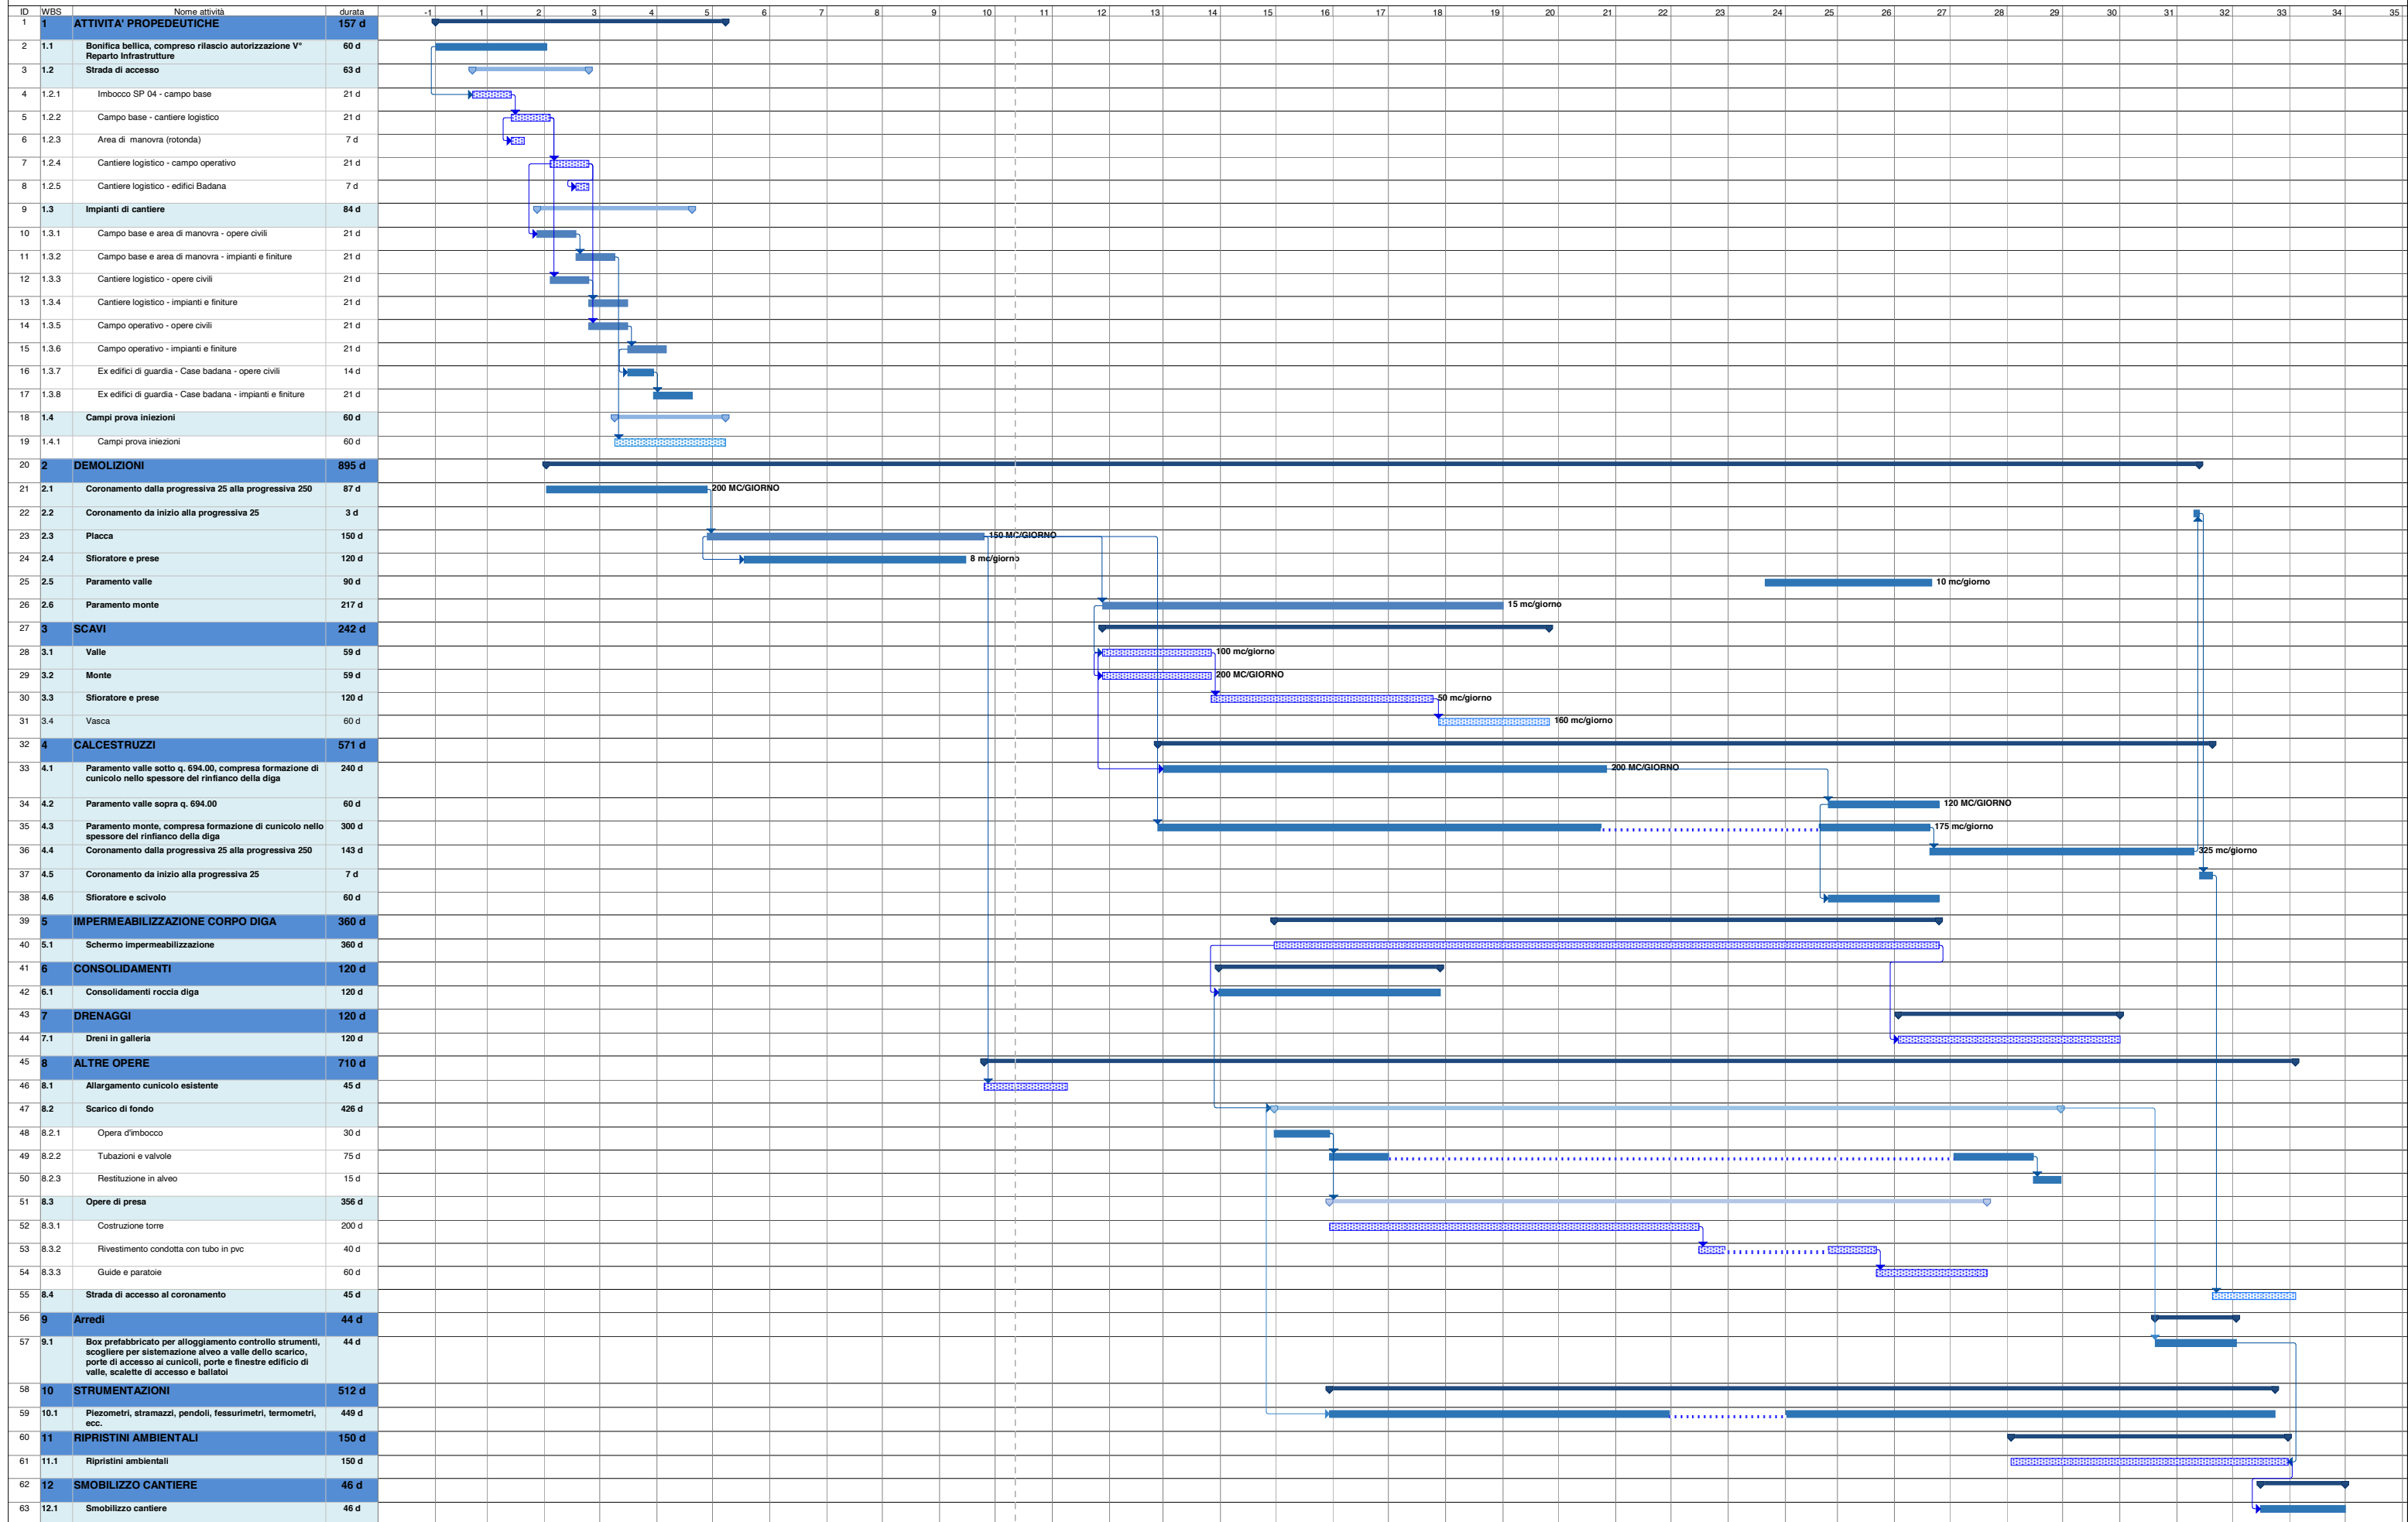 ID WBS Nome attività durata -1 1 2 3 4 5 6 7 8 9 10 11 12 13 14 15 16 17 18 19 20 21 22 23 24 25 26 27 28 29 30 31 32 33 34 35
1 1 ATTIVITA' PROPEDEUTICHE 157 d
2 1.1 Bonifica bellica, compreso rilascio autorizzazione V° 60 d
Reparto Infrastrutture
3 1.2 Strada di accesso 63 d
4 1.2.1 Imbocco SP 04 - campo base 21 d
5 1.2.2 Campo base - cantiere logistico 21 d
6 1.2.3 Area di manovra (rotonda) 7 d
7 1.2.4 Cantiere logistico - campo operativo 21 d
8 1.2.5 Cantiere logistico - edifici Badana 7 d
9 1.3 Impianti di cantiere 84 d
10 1.3.1 Campo base e area di manovra - opere civili 21 d
11 1.3.2 Campo base e area di manovra - impianti e finiture 21 d
12 1.3.3 Cantiere logistico - opere civili 21 d
13 1.3.4 Cantiere logistico - impianti e finiture 21 d
14 1.3.5 Campo operativo - opere civili 21 d
15 1.3.6 Campo operativo - impianti e finiture 21 d
16 1.3.7 Ex edifici di guardia - Case badana - opere civili 14 d
17 1.3.8 Ex edifici di guardia - Case badana - impianti e finiture 21 d
18 1.4 Campi prova iniezioni 60 d
19 1.4.1 Campi prova iniezioni 60 d
20 2 DEMOLIZIONI 895 d
21 2.1 Coronamento dalla progressiva 25 alla progressiva 250 87 d 200 MC/GIORNO
22 2.2 Coronamento da inizio alla progressiva 25 3 d
23 2.3 Placca 150 d 150 MC/GIORNO
24 2.4 Sfioratore e prese 120 d 8 mc/giorno
25 2.5 Paramento valle 90 d 10 mc/giorno
26 2.6 Paramento monte 217 d 15 mc/giorno
27 3 SCAVI 242 d
28 3.1 Valle 59 d 100 mc/giorno
29 3.2 Monte 59 d 200 MC/GIORNO
30 3.3 Sfioratore e prese 120 d 50 mc/giorno
31 3.4 Vasca 60 d 160 mc/giorno
32 4 CALCESTRUZZI 571 d
33 4.1 Paramento valle sotto q. 694.00, compresa formazione di 240 d 200 MC/GIORNO
cunicolo nello spessore del rinfianco della diga
34 4.2 Paramento valle sopra q. 694.00 60 d 120 MC/GIORNO
35 4.3 Paramento monte, compresa formazione di cunicolo nello 300 d 175 mc/giorno
spessore del rinfianco della diga
36 4.4 Coronamento dalla progressiva 25 alla progressiva 250 143 d 325 mc/giorno
37 4.5 Coronamento da inizio alla progressiva 25 7 d
38 4.6 Sfioratore e scivolo 60 d
39 5 IMPERMEABILIZZAZIONE CORPO DIGA 360 d
40 5.1 Schermo impermeabilizzazione 360 d
41 6 CONSOLIDAMENTI 120 d
42 6.1 Consolidamenti roccia diga 120 d
43 7 DRENAGGI 120 d
44 7.1 Dreni in galleria 120 d
45 8 ALTRE OPERE 710 d
46 8.1 Allargamento cunicolo esistente 45 d
47 8.2 Scarico di fondo 426 d
48 8.2.1 Opera d'imbocco 30 d
49 8.2.2 Tubazioni e valvole 75 d
50 8.2.3 Restituzione in alveo 15 d
51 8.3 Opere di presa 356 d
52 8.3.1 Costruzione torre 200 d
53 8.3.2 Rivestimento condotta con tubo in pvc 40 d
54 8.3.3 Guide e paratoie 60 d
55 8.4 Strada di accesso al coronamento 45 d
56 9 Arredi 44 d
57 9.1 Box prefabbricato per alloggiamento controllo strumenti, 44 d
scogliere per sistemazione alveo a valle dello scarico,
porte di accesso ai cunicoli, porte e finestre edificio di
valle, scalette di accesso e ballatoi
58 10 STRUMENTAZIONI 512 d
59 10.1 Piezometri, stramazzi, pendoli, fessurimetri, termometri, 449 d
ecc.
60 11 RIPRISTINI AMBIENTALI 150 d
61 11.1 Ripristini ambientali 150 d
62 12 SMOBILIZZO CANTIERE 46 d
63 12.1 Smobilizzo cantiere 46 d